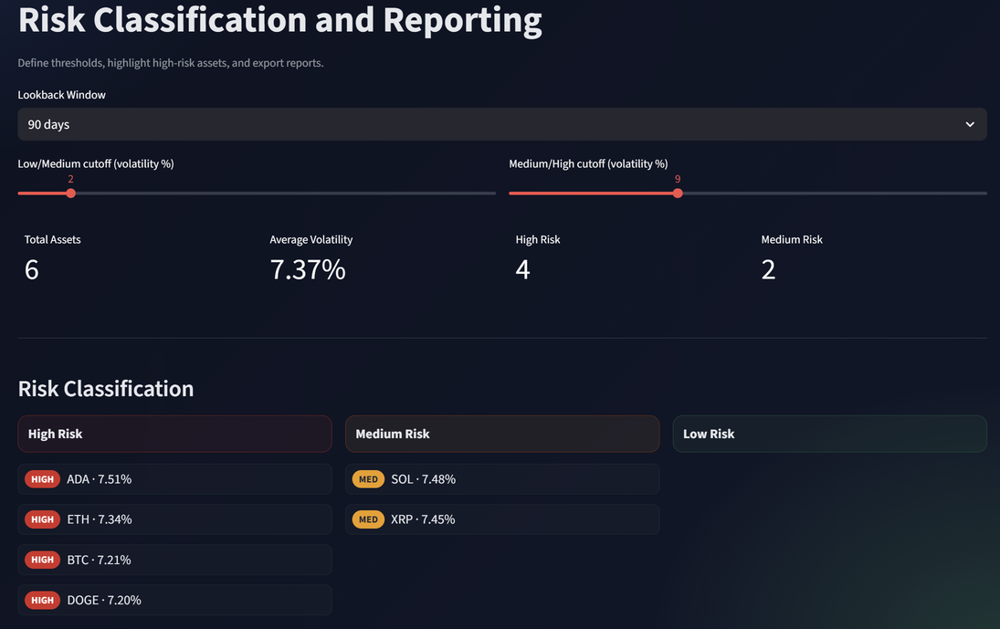 Risk Classification and Reporting
Define thresholds, highlight high-risk assets, and export reports.
Lookback Window
90 days
Low/Medium cutoff (volatility %)
2
Medium/High cutoff (volatility %)
9
Total Assets
6
Average Volatility
7.37%
High Risk
4
Medium Risk
2
Risk Classification
High Risk
HIGH ADA · 7.51%
HIGH ETH · 7.34%
HIGH BTC · 7.21%
HIGH DOGE · 7.20%
Medium Risk
MED SOL · 7.48%
MED XRP · 7.45%
Low Risk